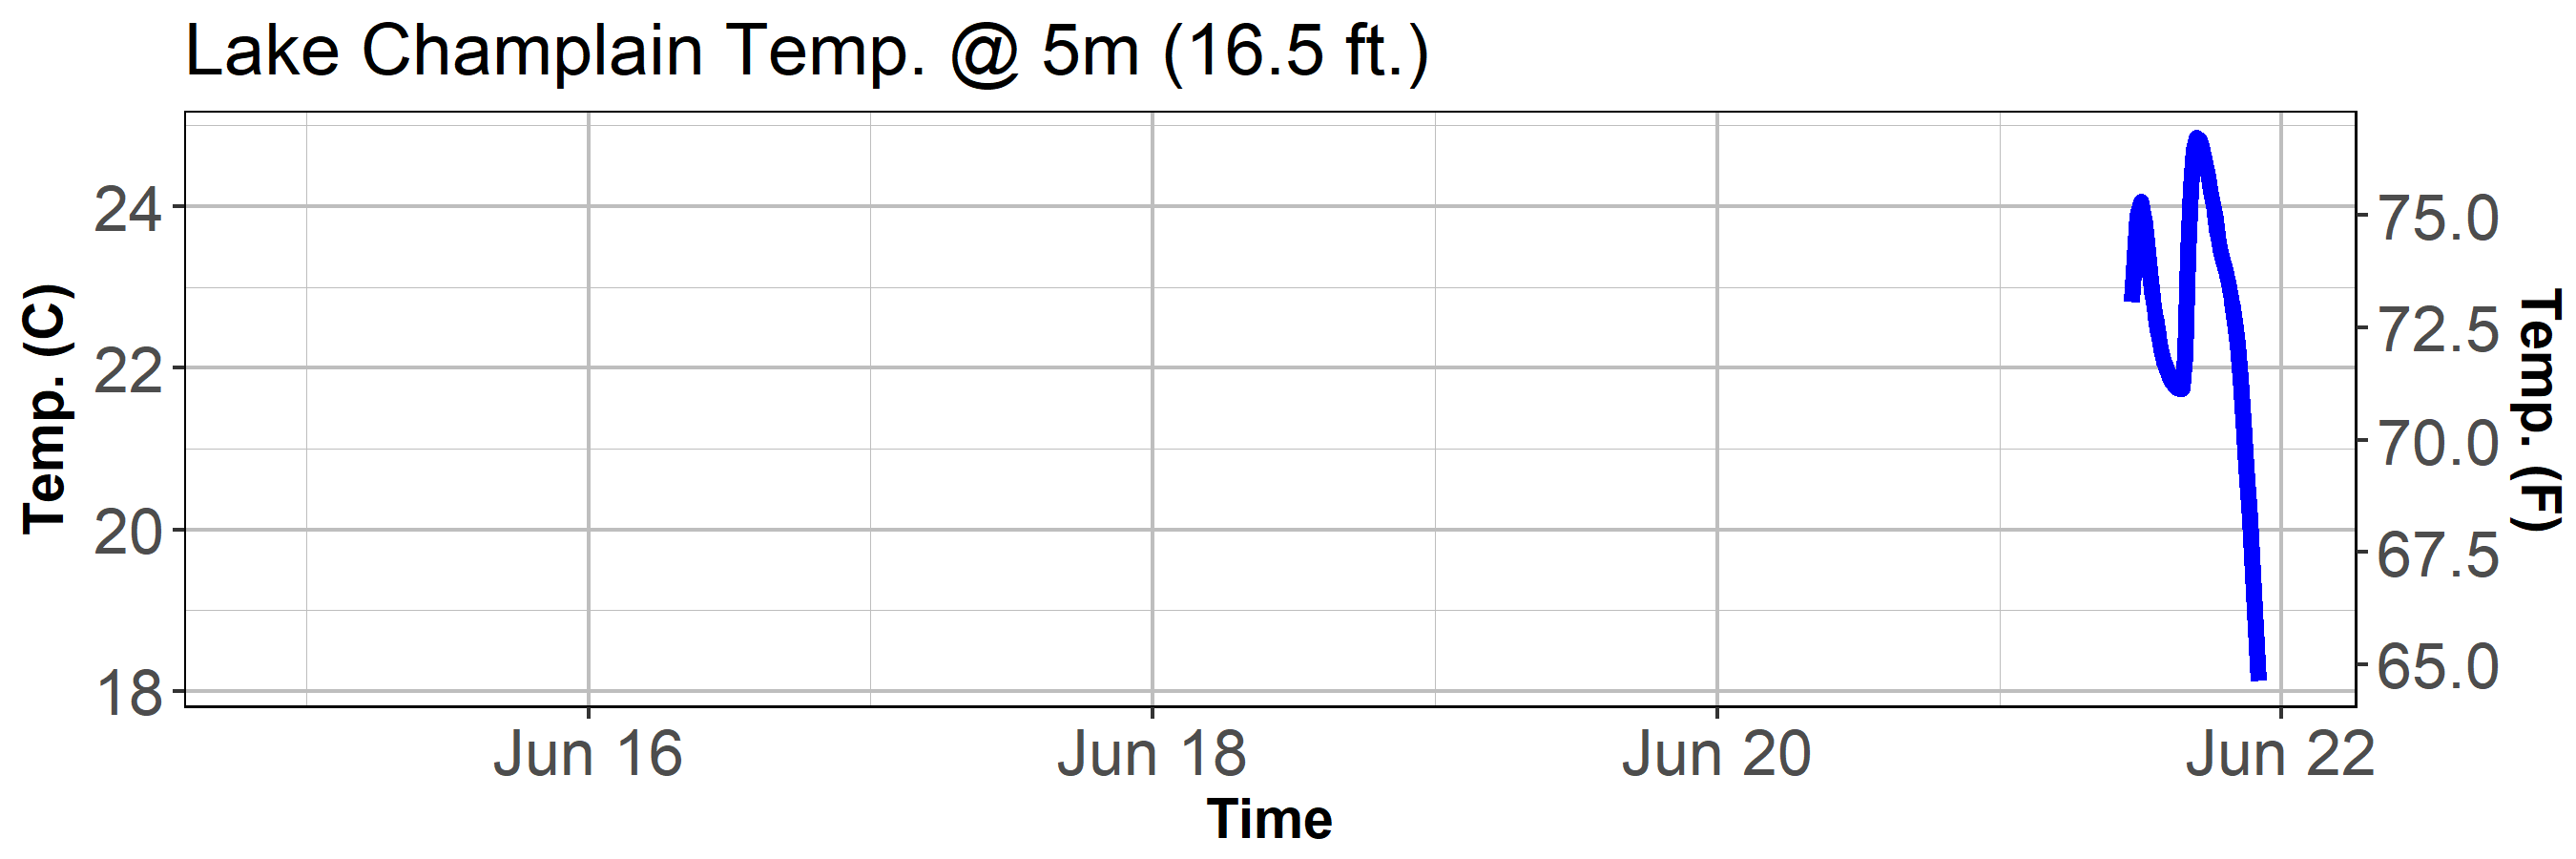 Lake Champlain Temp. @ 5m (16.5 ft.)
Temp. (C)
24
22
20
18
75.0
72.5
70.0
67.5
65.0
Temp. (F)
Jun 16 Jun 18 Jun 20 Jun 22
Time